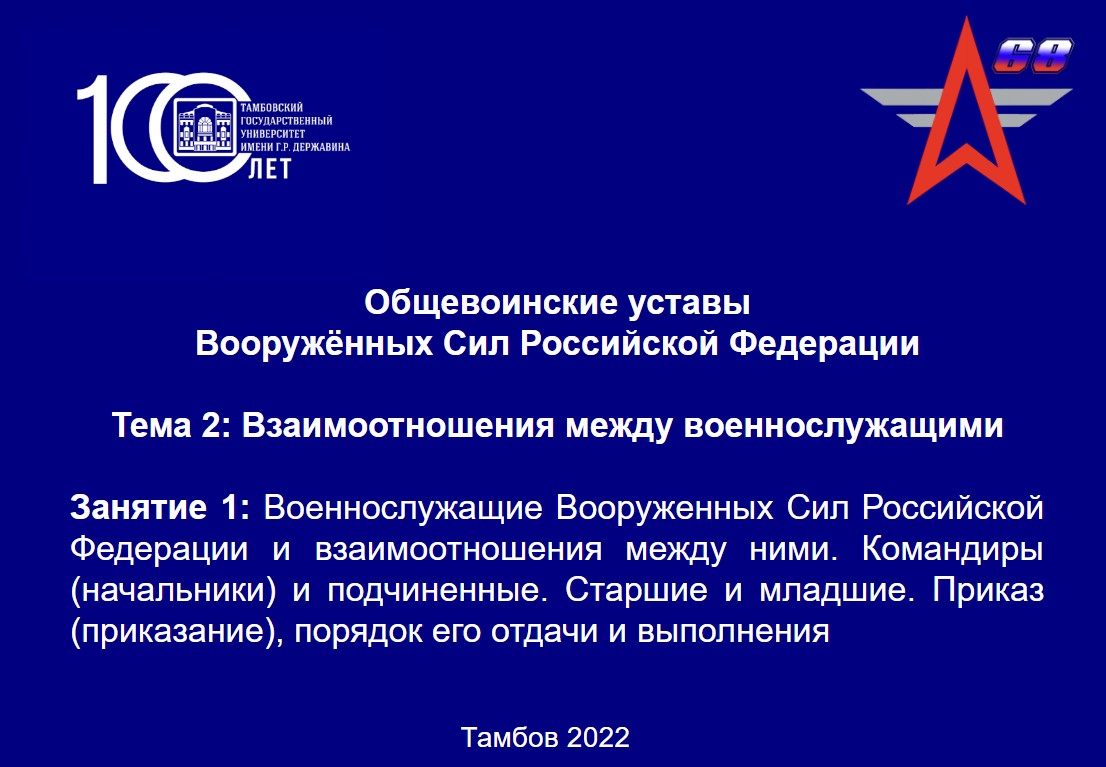 100
ТАМБОВСКИЙ
ГОСУДАРСТВЕННЫЙ
УНИВЕРСИТЕТ
ИМЕНИ Г.Р. ДЕРЖАВИНА
ЛЕТ
68
Общевоинские уставы
Вооружённых Сил Российской Федерации
Тема 2: Взаимоотношения между военнослужащими
Занятие 1: Военнослужащие Вооруженных Сил Российской
Федерации и взаимоотношения между ними. Командиры
(начальники) и подчиненные. Старшие и младшие. Приказ
(приказание), порядок его отдачи и выполнения
Тамбов 2022